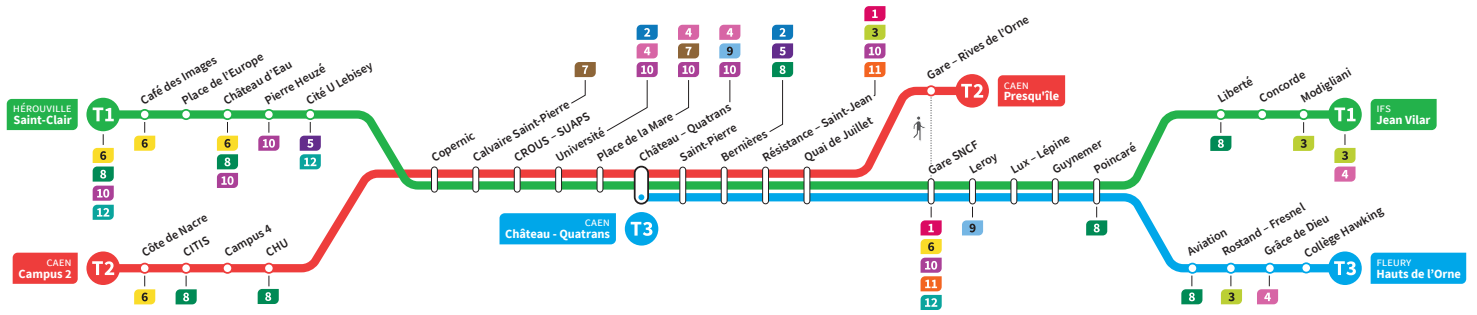 HÉROUVILLE
Saint-Clair
T1
6
8
10
12
Café des Images
6
Place de l'Europe
Château d'Eau
6
8
10
Pierre Heuzé
10
Cité U Lebisey
5
12
CAEN
Campus 2
T2
Côte de Nacre
6
CITIS
8
Campus 4
CHU
8
Copernic
Calvaire Saint-Pierre
7
CROUS – SUAPS
Université
2
4
10
Place de la Mare
4
7
10
Château – Quatrans
4
9
10
CAEN
Château - Quatrans
T3
Saint-Pierre
Bernières
2
5
8
Résistance – Saint-Jean
1
3
10
11
Quai de Juillet
Gare – Rives de l'Orne
T2
CAEN
Presqu'île
Gare SNCF
1
6
10
11
12
Leroy
9
Lux – Lépine
Guynemer
Poincaré
8
Liberté
8
Concorde
Modigliani
3
T1
3
4
IFS
Jean Vilar
Aviation
8
Rostand – Fresnel
3
Grâce de Dieu
4
Collège Hawking
T3
FLEURY
Hauts de l'Orne